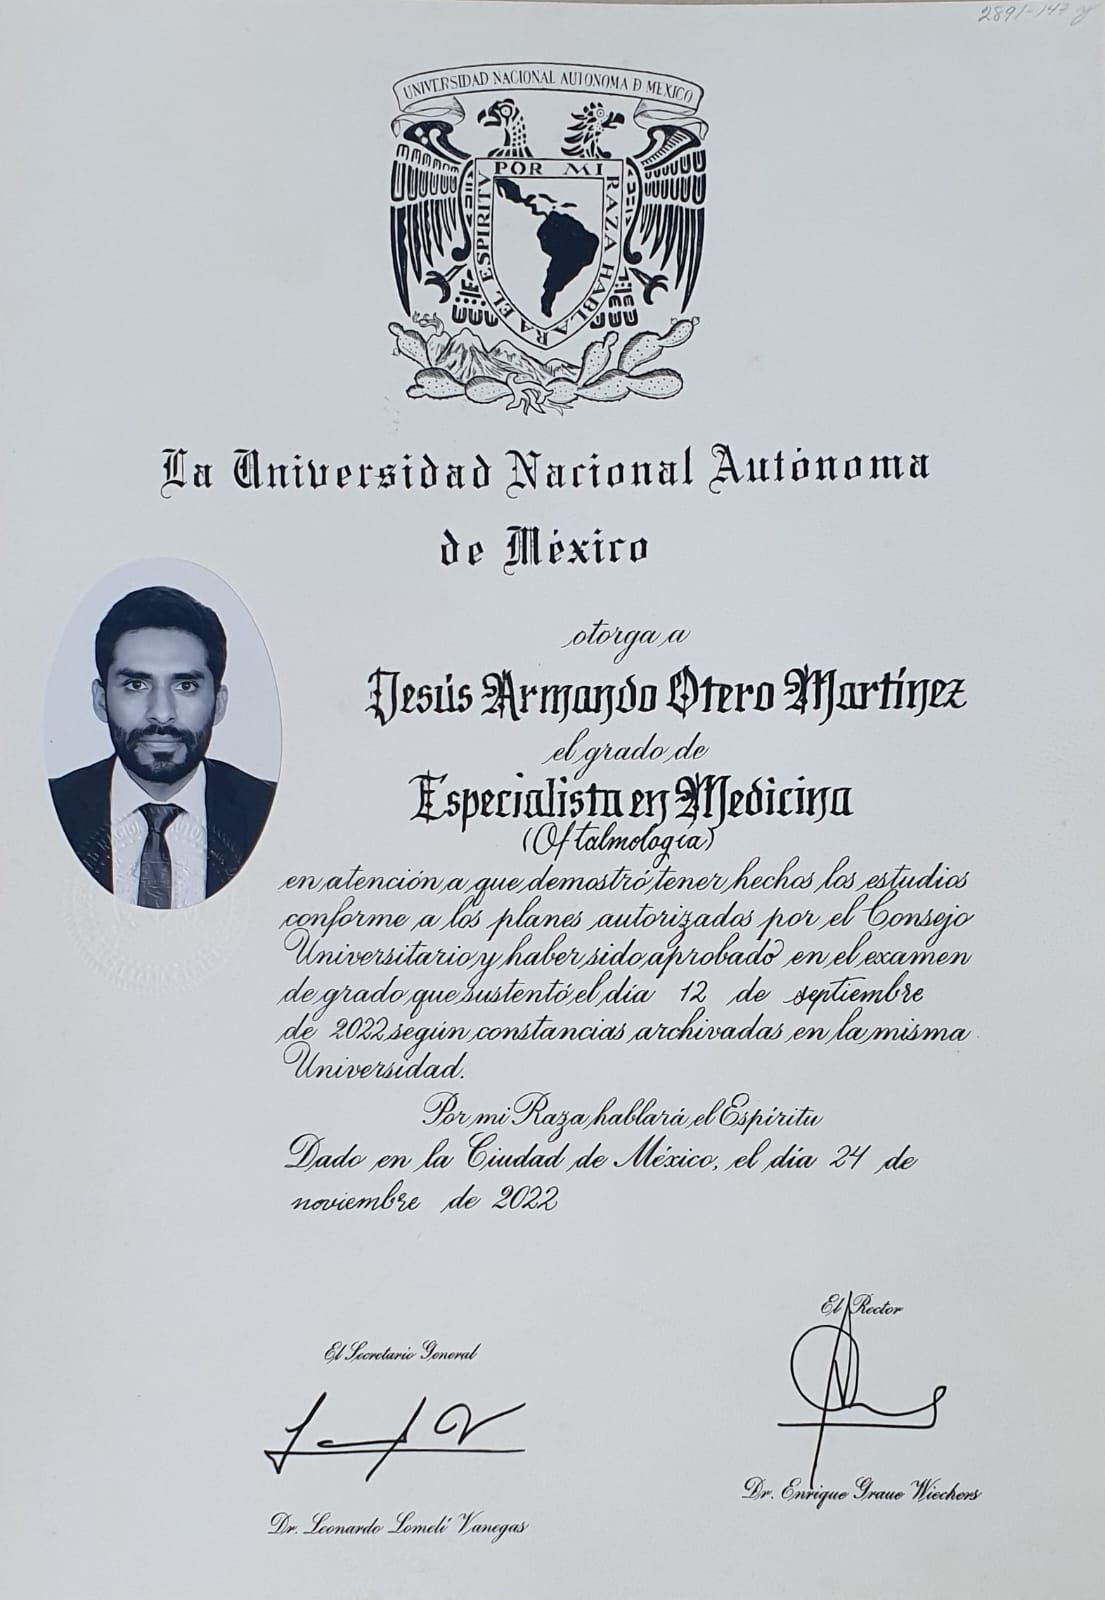 2891-147
UNIVERSIDAD NACIONAL AUTONOMA D MEXICO
POR MI RAZA HABLARA EL ESPIRITU
La Universidad Nacional Autónoma
de México
otorga a
Jesús Armando Otero Martínez
el grado de
Especialista en Medicina
(Oftalmología)
en atención a que demostró tener hechos los estudios
conforme a los planes autorizados por el Consejo
Universitario y haber sido aprobado en el examen
de grado que sustentó el día 12 de septiembre
de 2022 según constancias archivadas en la misma
Universidad.
Por mi Raza hablará el Espíritu
Dado en la Ciudad de México, el día 24 de
noviembre de 2022
El Rector
El Secretario General
Dr. Enrique Graue Wiechers
Dr. Leonardo Lomelí Vanegas